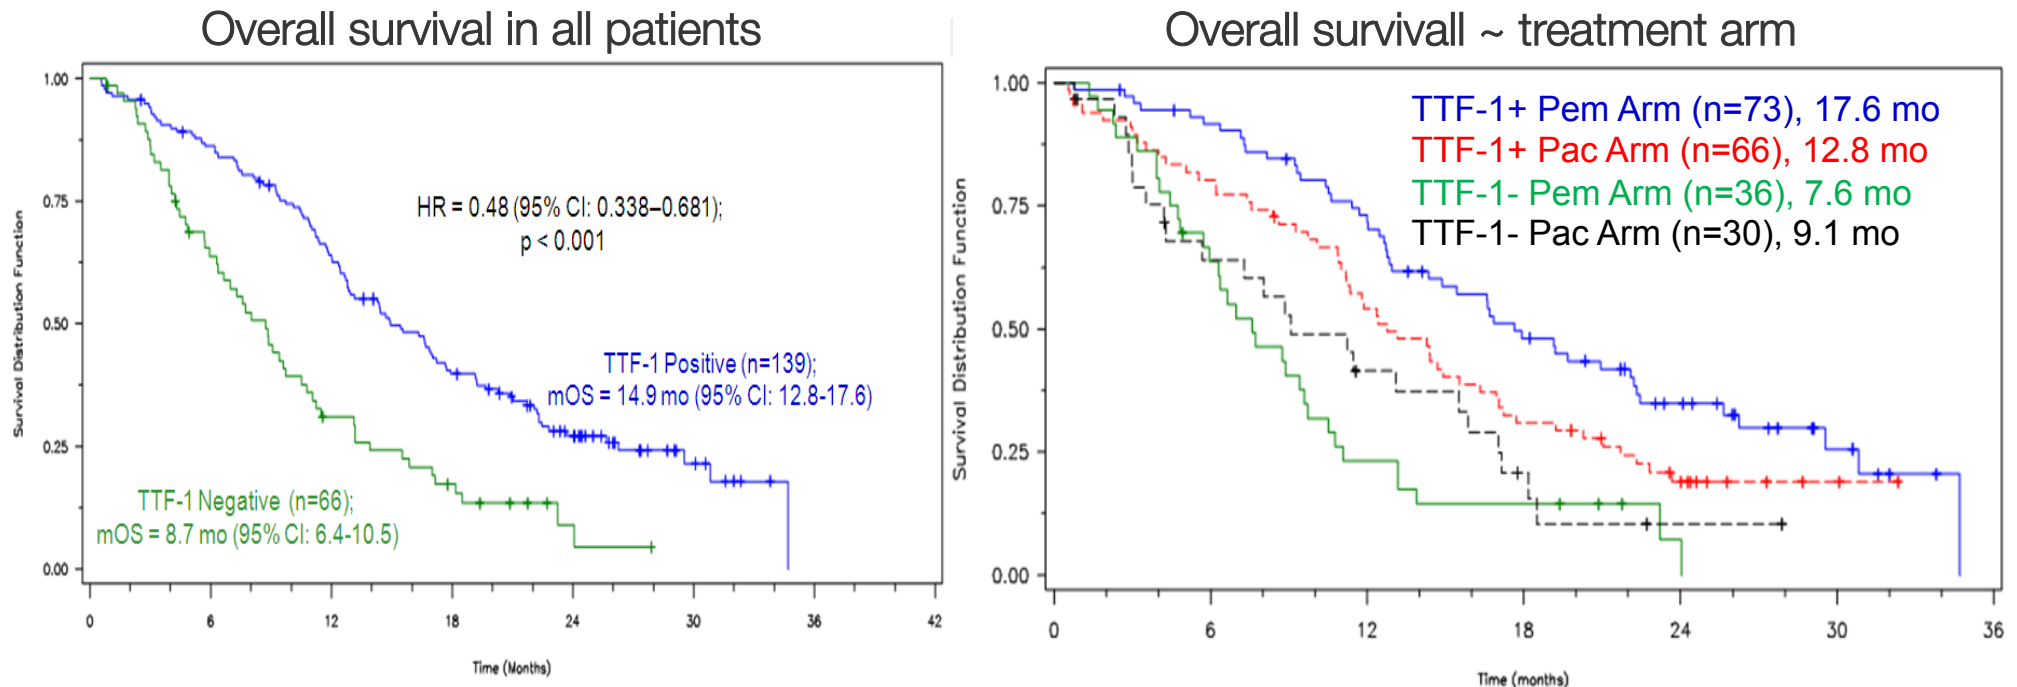 Overall survival in all patients
1.00
0.75
0.50
0.25
0.00
Survival Distribution Function
HR = 0.48 (95% CI: 0.338–0.681);
p < 0.001
TTF-1 Positive (n=139);
mOS = 14.9 mo (95% CI: 12.8-17.6)
TTF-1 Negative (n=66);
mOS = 8.7 mo (95% CI: 6.4-10.5)
0 6 12 18 24 30 36 42
Time (Months)
Overall survivall ~ treatment arm
1.00
0.75
0.50
0.25
0.00
Survival Distribution Function
TTF-1+ Pem Arm (n=73), 17.6 mo
TTF-1+ Pac Arm (n=66), 12.8 mo
TTF-1- Pem Arm (n=36), 7.6 mo
TTF-1- Pac Arm (n=30), 9.1 mo
0 6 12 18 24 30 36
Time (months)